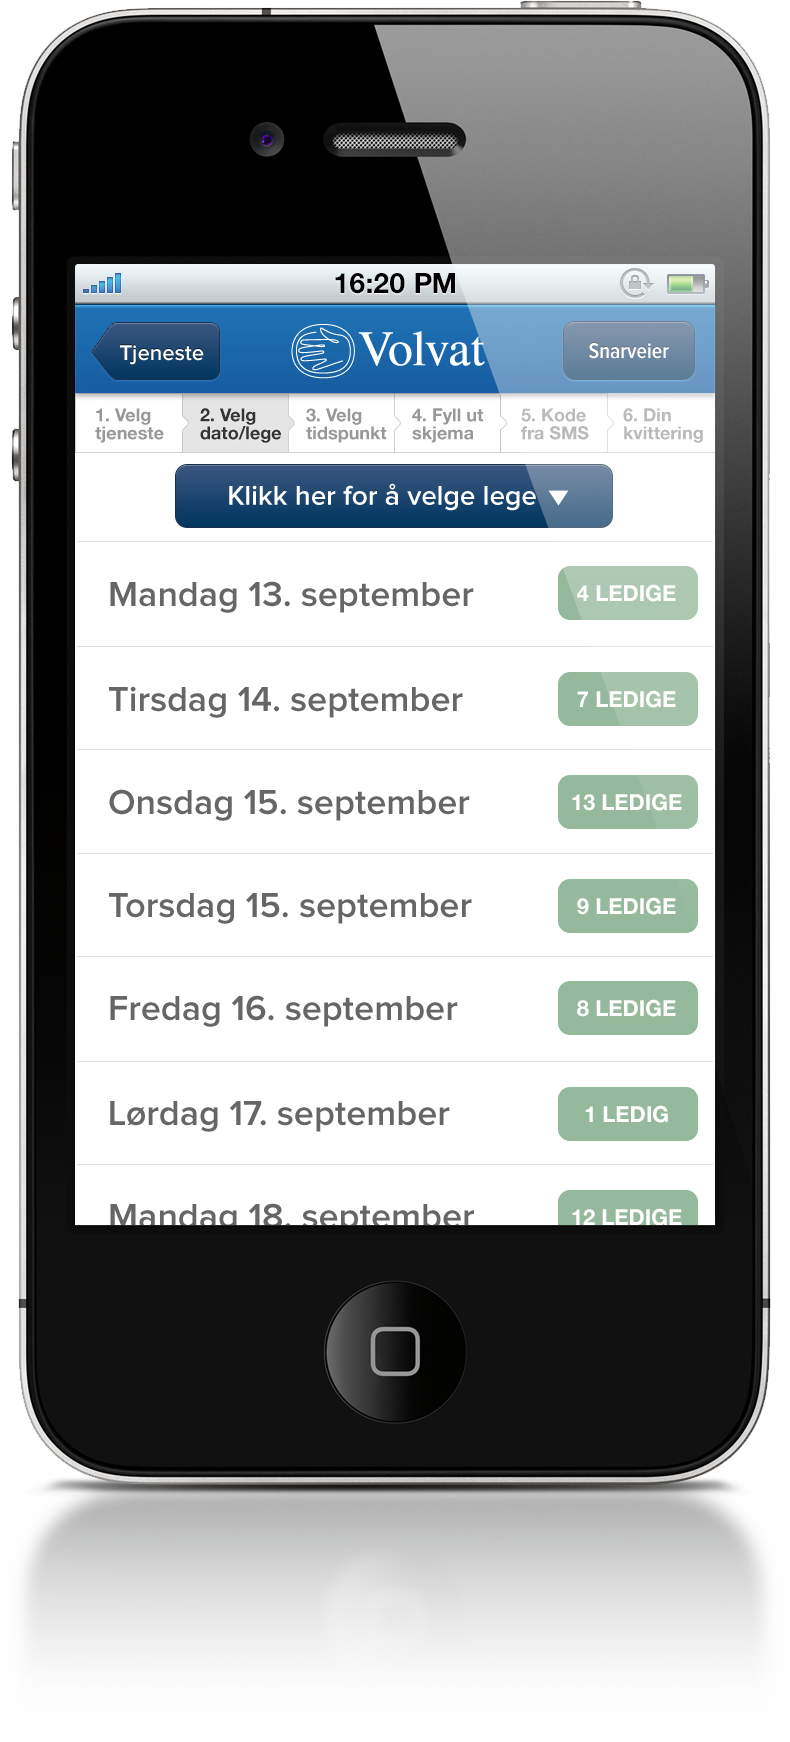 16:20 PM
Tjeneste
Volvat
Snarveier
1. Velg
tjeneste
2. Velg
dato/lege
3. Velg
tidspunkt
4. Fyll ut
skjema
5. Kode
fra SMS
6. Din
kvittering
Klikk her for å velge lege ▼
Mandag 13. september
4 LEDIGE
Tirsdag 14. september
7 LEDIGE
Onsdag 15. september
13 LEDIGE
Torsdag 15. september
9 LEDIGE
Fredag 16. september
8 LEDIGE
Lørdag 17. september
1 LEDIG
Mandag 18. september
12 LEDIGE